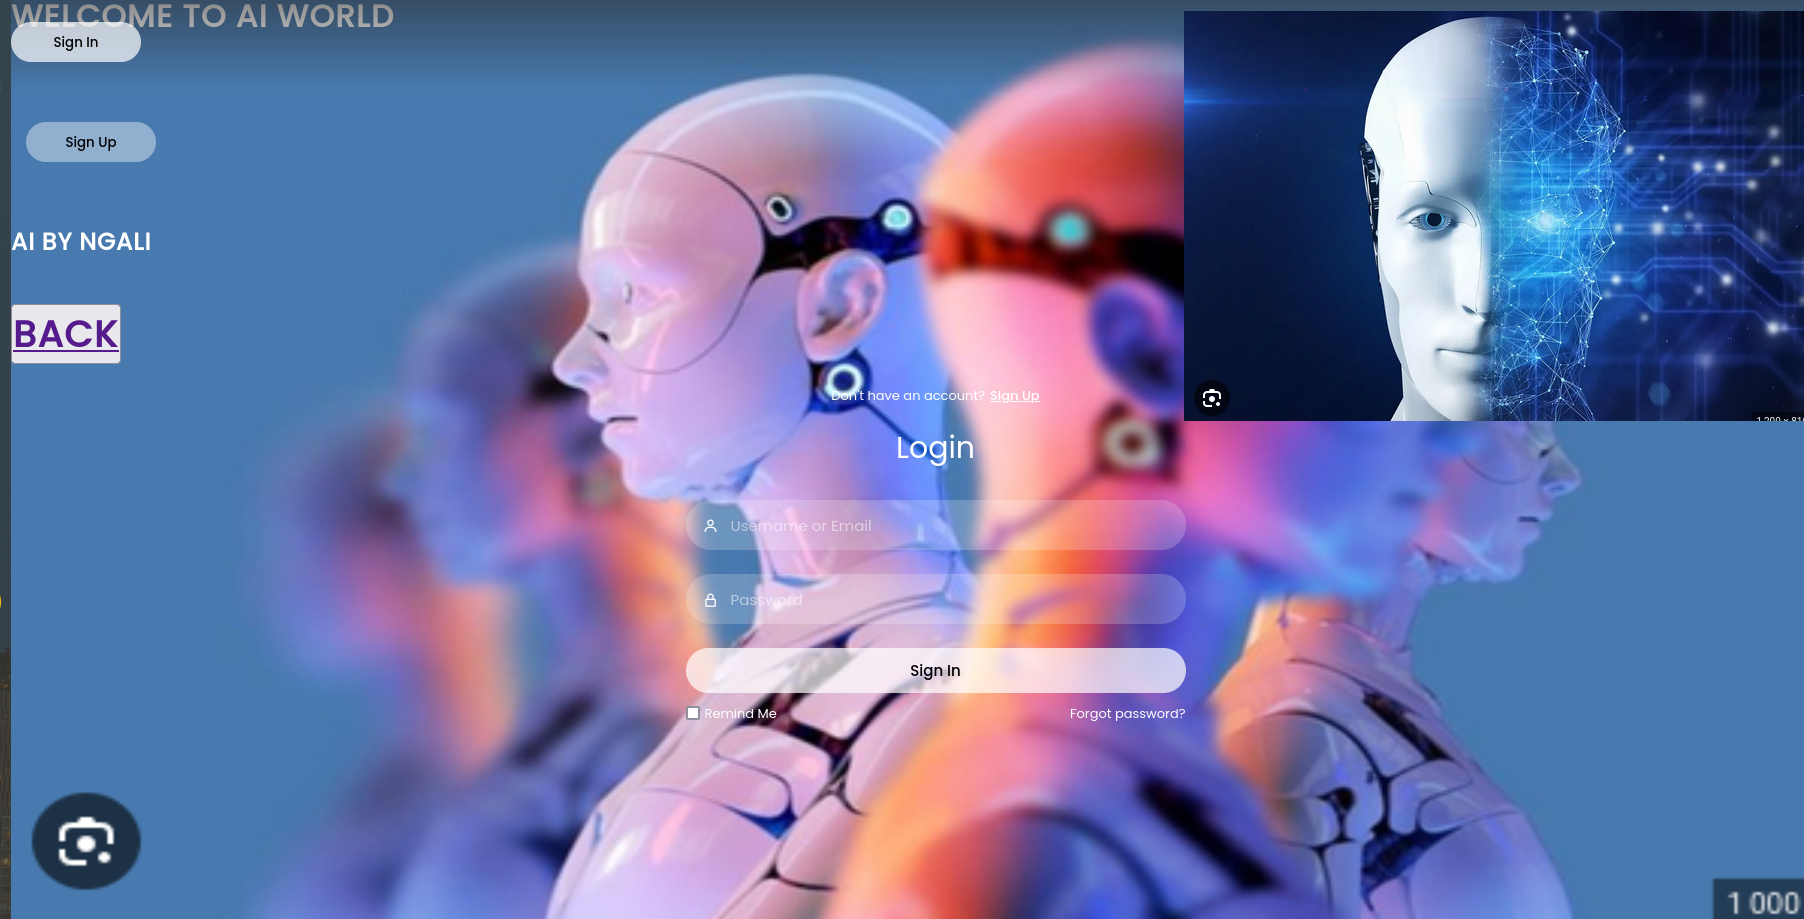 WELCOME TO AI WORLD
Sign In
Sign Up
AI BY NGALI
BACK
Don't have an account? Sign Up
Login
Username or Email
Password
Sign In
Remind Me
Forgot password?
1 000